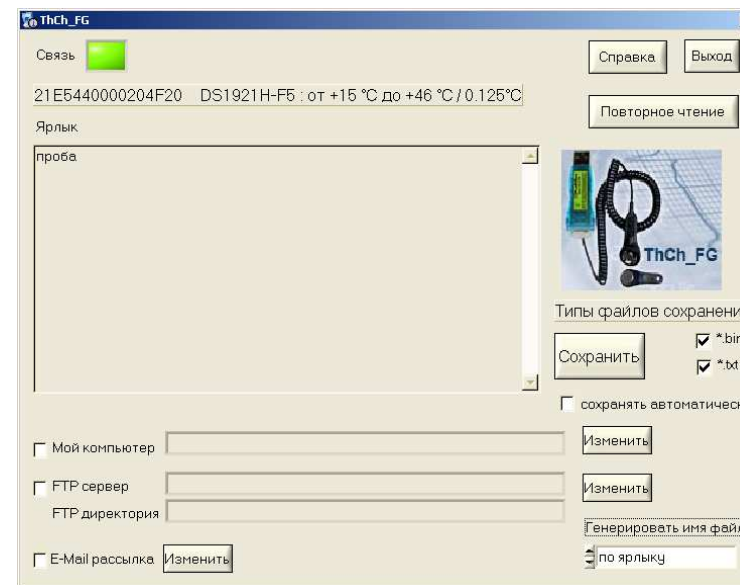 ThCh_FG
Связь
Справка
Выход
21E5440000204F20 DS1921H-F5 : от +15 °C до +46 °C / 0.125°C
Повторное чтение
Ярлык
проба
ThCh_FG
Типы файлов сохранени
Сохранить
*.bin
*.txt
сохранять автоматическ
Мой компьютер
Изменить
FTP сервер
Изменить
FTP директория
Генерировать имя файл
E-Mail рассылка Изменить
по ярлыку